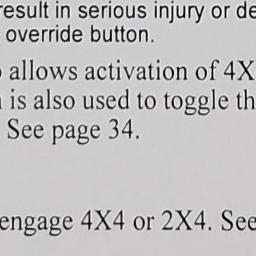 result in serious injury or de
override button.
allows activation of 4X
is also used to toggle th
See page 34.
engage 4X4 or 2X4. See